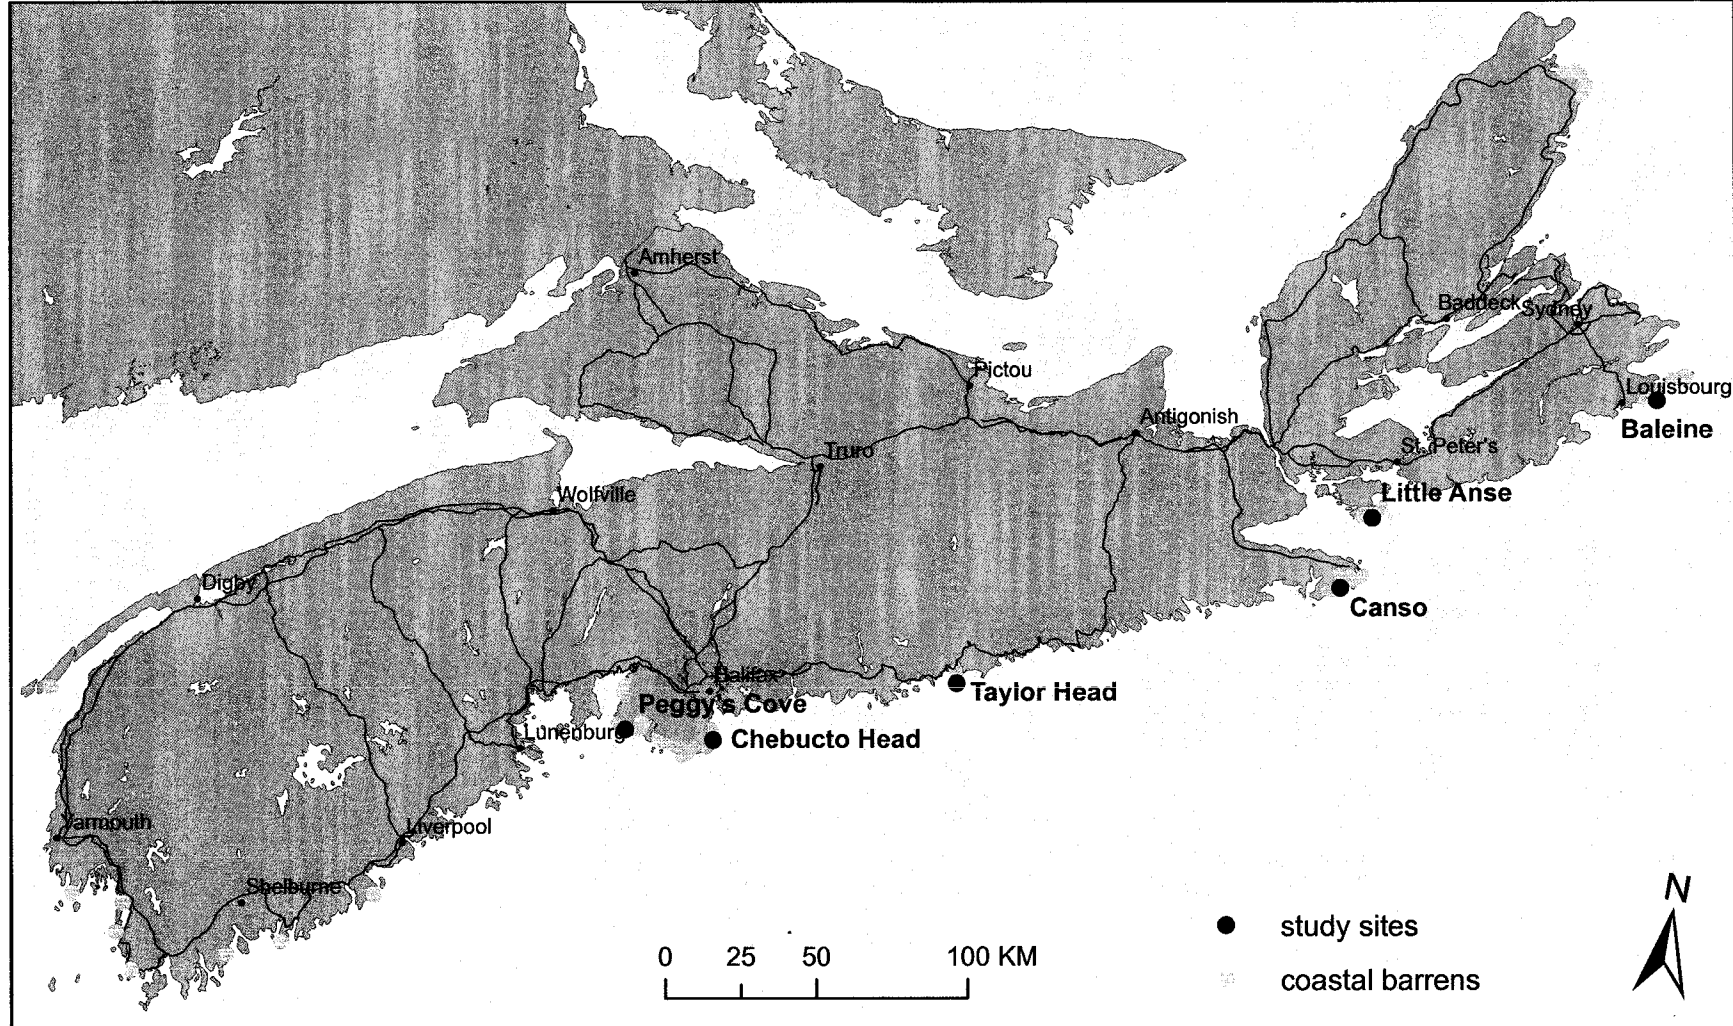 Amherst
Baddeck
Sydney
Pictou
Louisbourg
Antigonish
Baleine
Truro
St. Peter's
Wolfville
Little Anse
Digby
Canso
Halifax
Taylor Head
Peggy's Cove
Lunenburg
Chebucto Head
Yarmouth
Liverpool
Shelburne
N
study sites
0 25 50 100 KM
coastal barrens